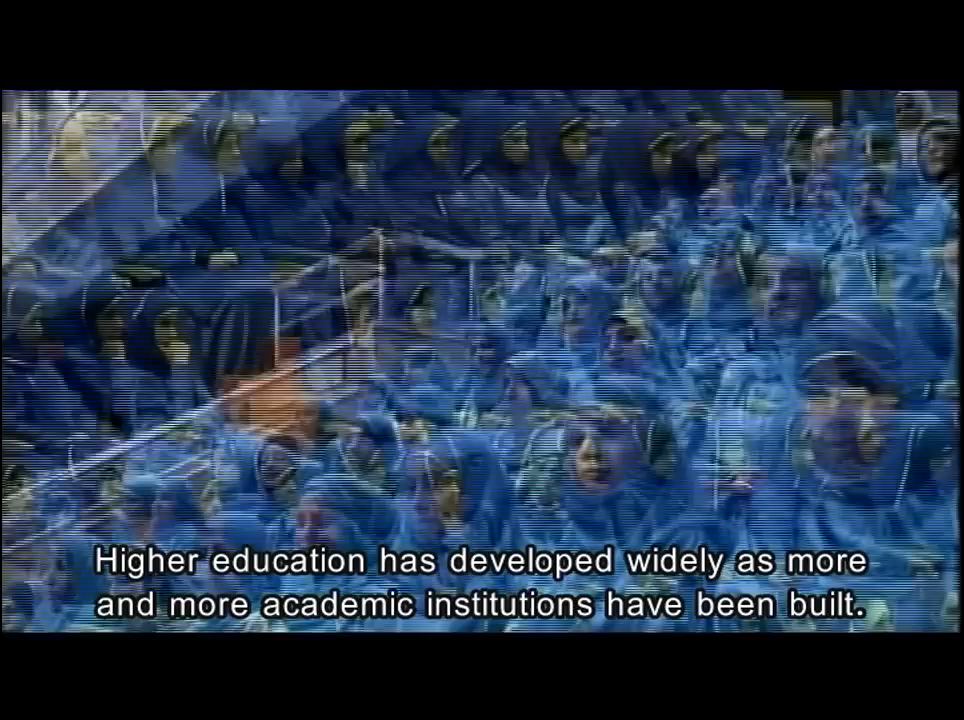 Higher education has developed widely as more
and more academic institutions have been built.